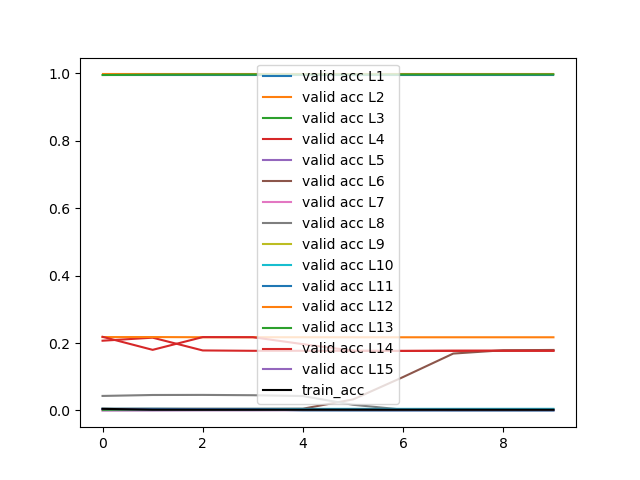 1.0
0.8
0.6
0.4
0.2
0.0
0
2
4
6
8
valid acc L1
valid acc L2
valid acc L3
valid acc L4
valid acc L5
valid acc L6
valid acc L7
valid acc L8
valid acc L9
valid acc L10
valid acc L11
valid acc L12
valid acc L13
valid acc L14
valid acc L15
train_acc